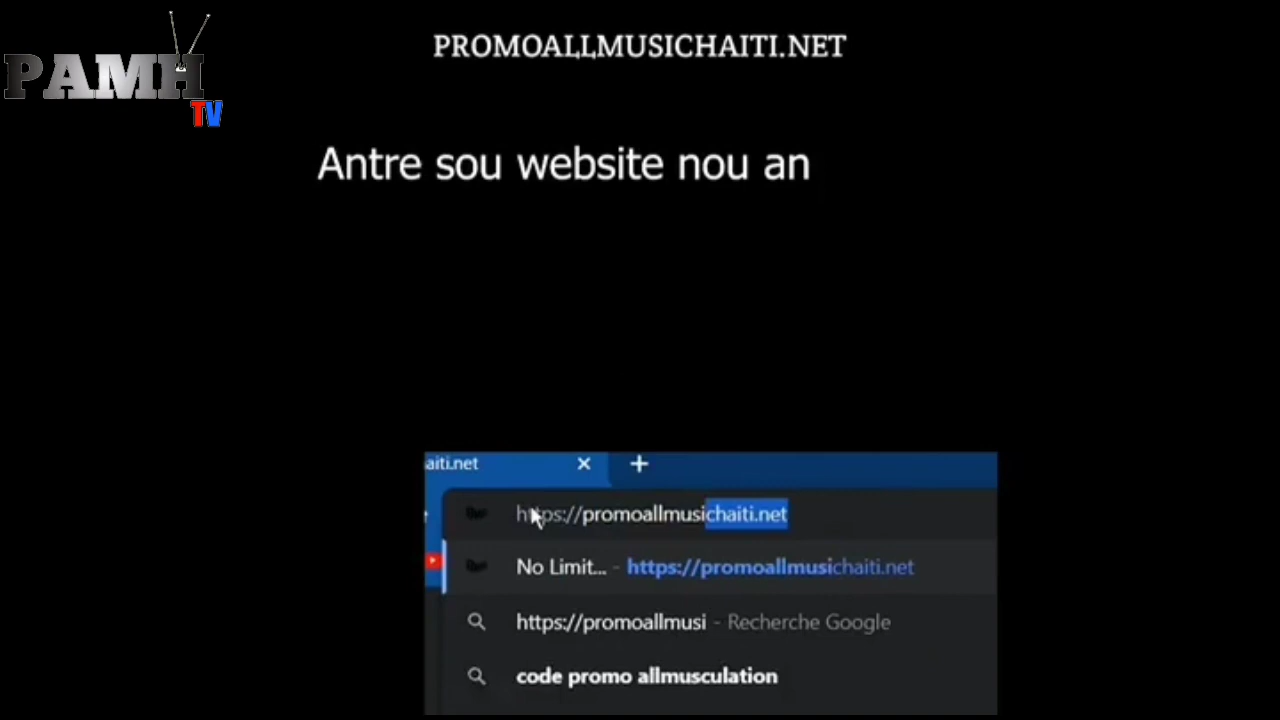 PAMH
TV
PROMOALLMUSICHAITI.NET
Antre sou website nou an
aiti.net
https://promoallmusichaiti.net
No Limit... - https://promoallmusichaiti.net
https://promoallmusi - Recherche Google
code promo allmusculation